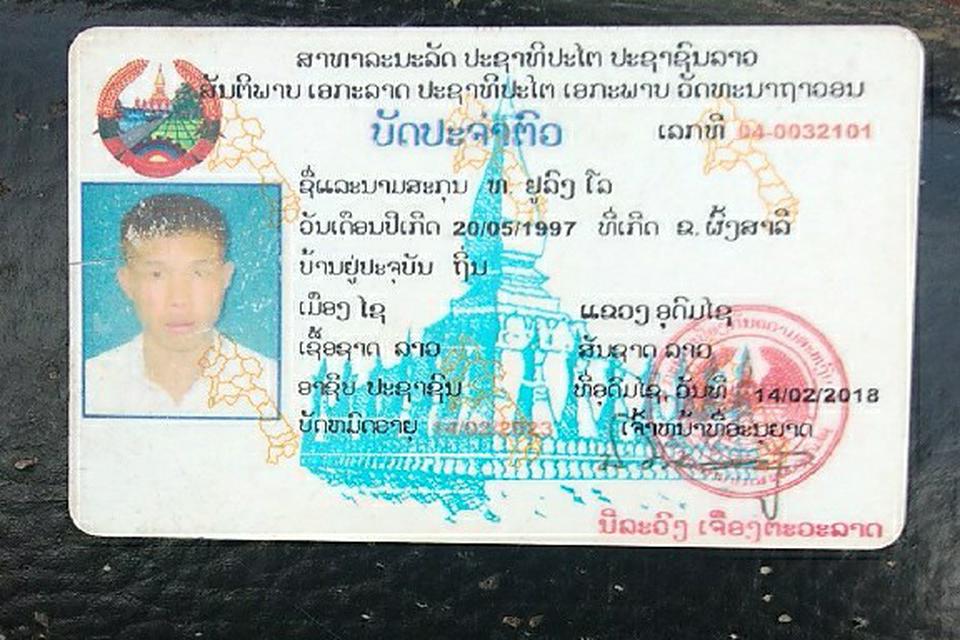 ສາທາລະນະລັດ ປະຊາທິປະໄຕ ປະຊາຊົນລາວ
ສັນຕິພາບ ເອກະລາດ ປະຊາທິປະໄຕ ເອກະພາບ ວັດທະນາຖາວອນ
ບັດປະຈຳຕົວ ເລກທີ 04-0032101
ຊື່ແລະນາມສະກຸນ ທ. ຢູລົງ ໂລ
ວັນເດືອນປີເກີດ 20/05/1997 ທີ່ເກີດ ຂ. ຜົ້ງສາລີ
ບ້ານຢູ່ປະຈຸບັນ ຖິ່ນ
ເມືອງ ໄຊ ແຂວງ ອຸດົມໄຊ
ເຊື້ອຊາດ ລາວ ສັນຊາດ ລາວ
ອາຊີບ ປະຊາຊົນ ທີ່ອຸດົມໄຊ, ວັນທີ 14/02/2018
ບັດຫມົດອາຍຸ 14/02/2023 ເຈົ້າຫນ້າທີ່ອະນຸຍາດ
ນິລະວົງ ເຈືອງຕະວະລາດ